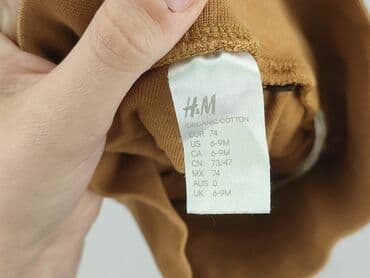 H&M
ORGANIC COTTON
EUR 74
US 6-9M
CA 6-9M
CN 73/47
MX 74
AUS 0
UK 6-9M